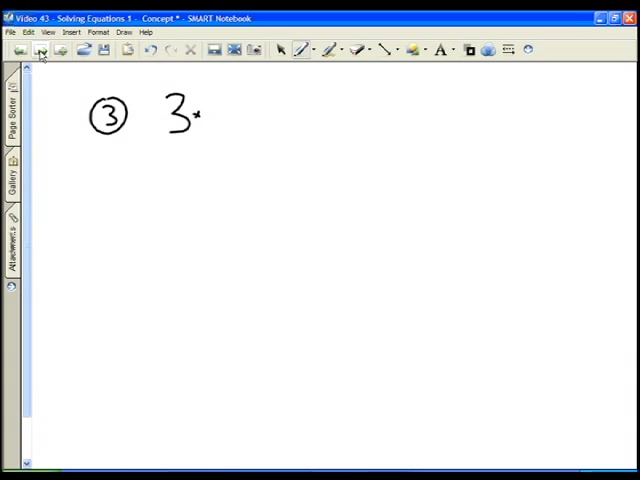 Video 43 - Solving Equations 1 - Concept * - SMART Notebook
File Edit View Insert Format Draw Help
Page Sorter
Gallery
Attachments
3 3